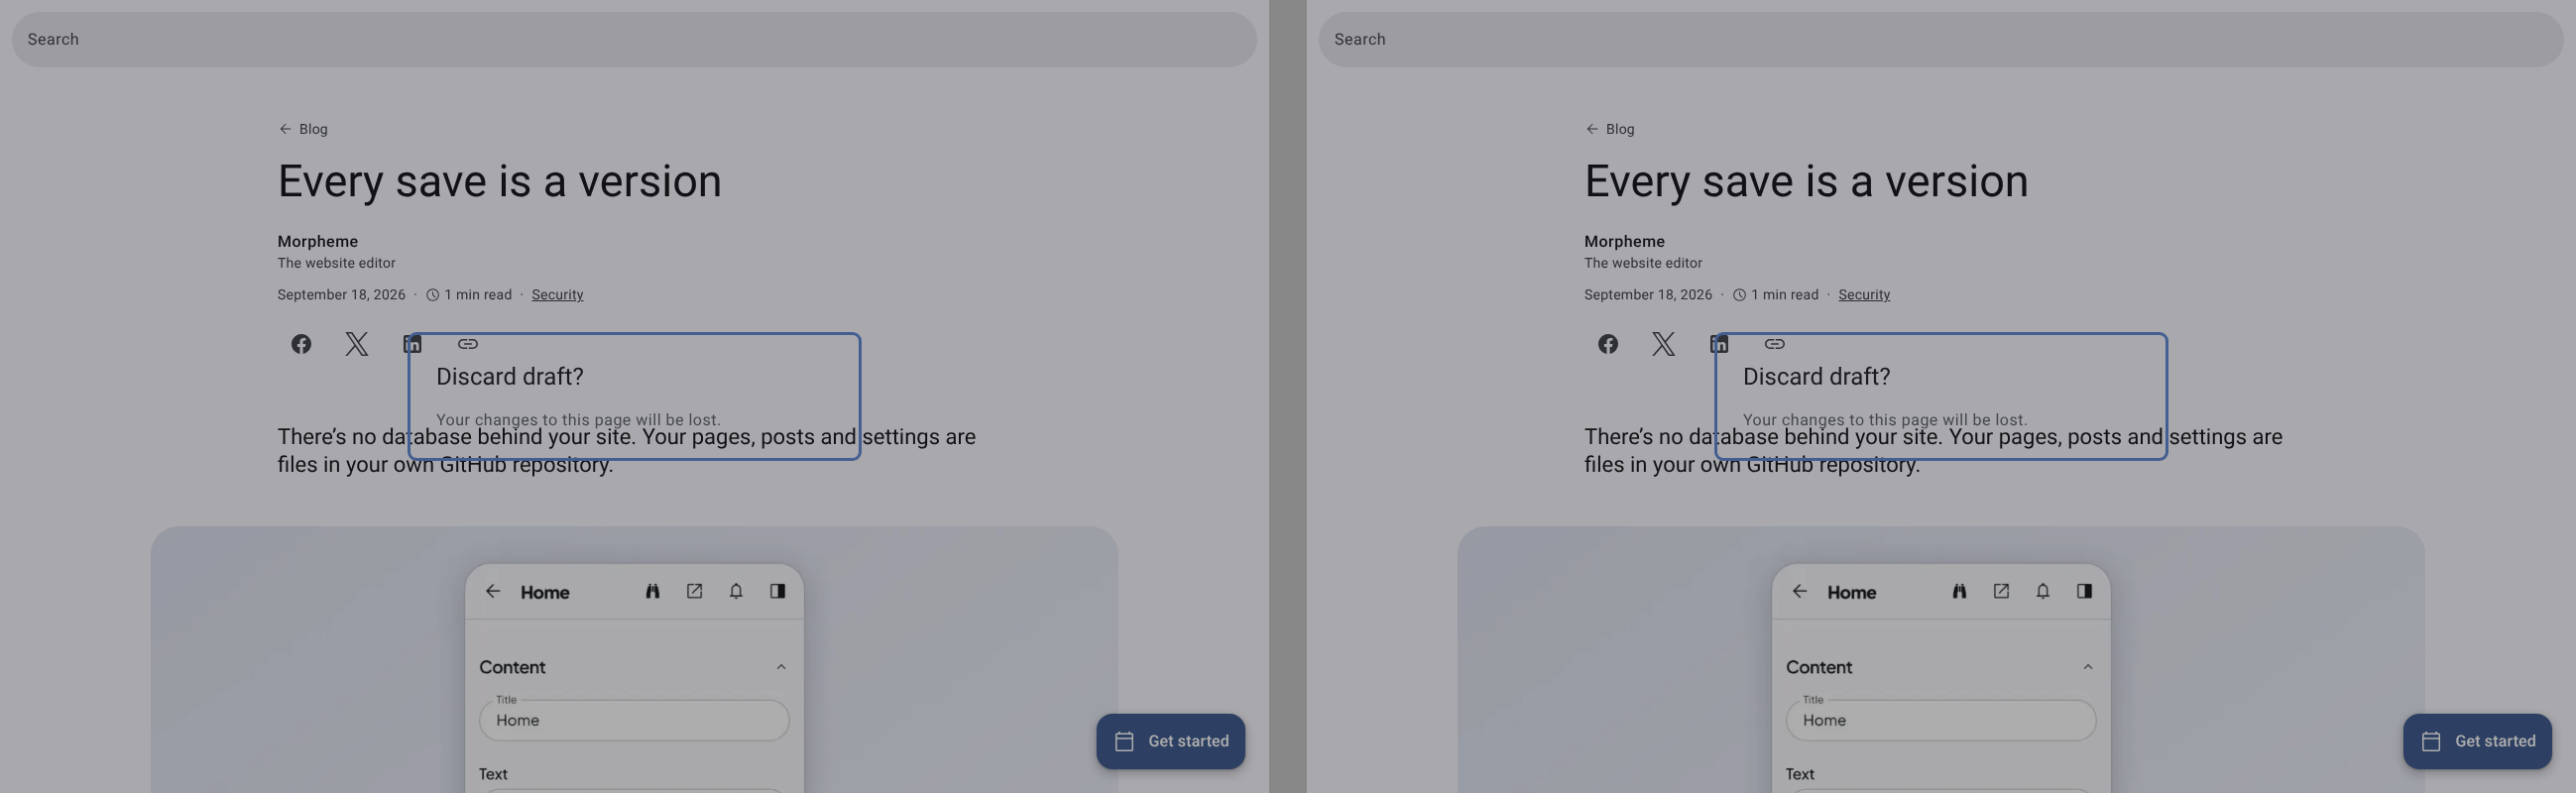 Search
← Blog
Every save is a version
Morpheme
The website editor
September 18, 2026 · 1 min read · Security
Discard draft?
Your changes to this page will be lost.
There’s no database behind your site. Your pages, posts and settings are
files in your own GitHub repository.
Home
Content
Title
Home
Text
Get started
Search
← Blog
Every save is a version
Morpheme
The website editor
September 18, 2026 · 1 min read · Security
Discard draft?
Your changes to this page will be lost.
There’s no database behind your site. Your pages, posts and settings are
files in your own GitHub repository.
Home
Content
Title
Home
Text
Get started